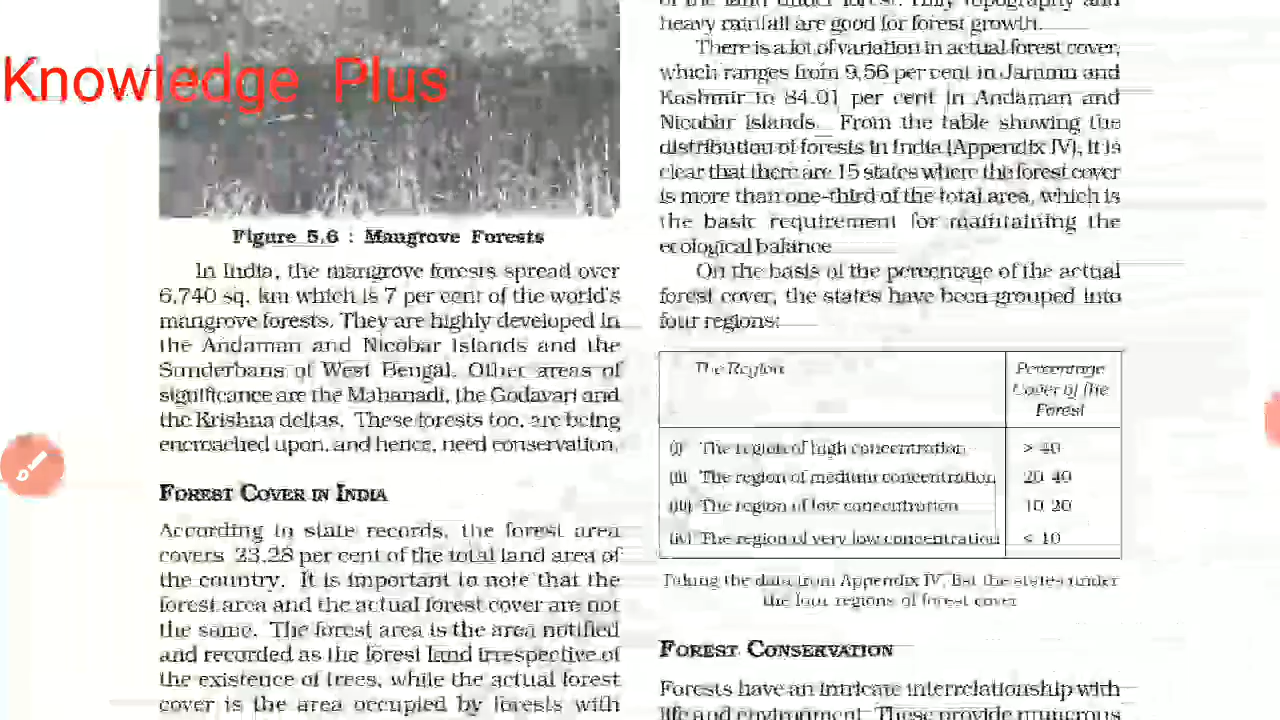 Knowledge Plus
Figure 5.6 : Mangrove Forests
In India, the mangrove forests spread over
6,740 sq. km which is 7 per cent of the world's
mangrove forests. They are highly developed in
the Andaman and Nicobar Islands and the
Sunderbans of West Bengal. Other areas of
significance are the Mahanadi, the Godavari and
the Krishna deltas. These forests too, are being
encroached upon, and hence, need conservation.
FOREST COVER IN INDIA
According to state records, the forest area
covers 23.28 per cent of the total land area of
the country. It is important to note that the
forest area and the actual forest cover are not
the same. The forest area is the area notified
and recorded as the forest land irrespective of
the existence of trees, while the actual forest
cover is the area occupied by forests with
of the land under forest. Hilly topography and
heavy rainfall are good for forest growth.
There is a lot of variation in actual forest cover,
which ranges from 9.56 per cent in Jammu and
Kashmir to 84.01 per cent in Andaman and
Nicobar Islands. From the table showing the
distribution of forests in India (Appendix IV), it is
clear that there are 15 states where the forest cover
is more than one-third of the total area, which is
the basic requirement for maintaining the
ecological balance
On the basis of the percentage of the actual
forest cover, the states have been grouped into
four regions:
The Region Percentage
Cover of the
Forest
(i) The region of high concentration > 40
(ii) The region of medium concentration 20-40
(iii) The region of low concentration 10-20
(iv) The region of very low concentration < 10
Taking the data from Appendix IV, list the states under
the four regions of forest cover
FOREST CONSERVATION
Forests have an intricate interrelationship with
life and environment. These provide numerous